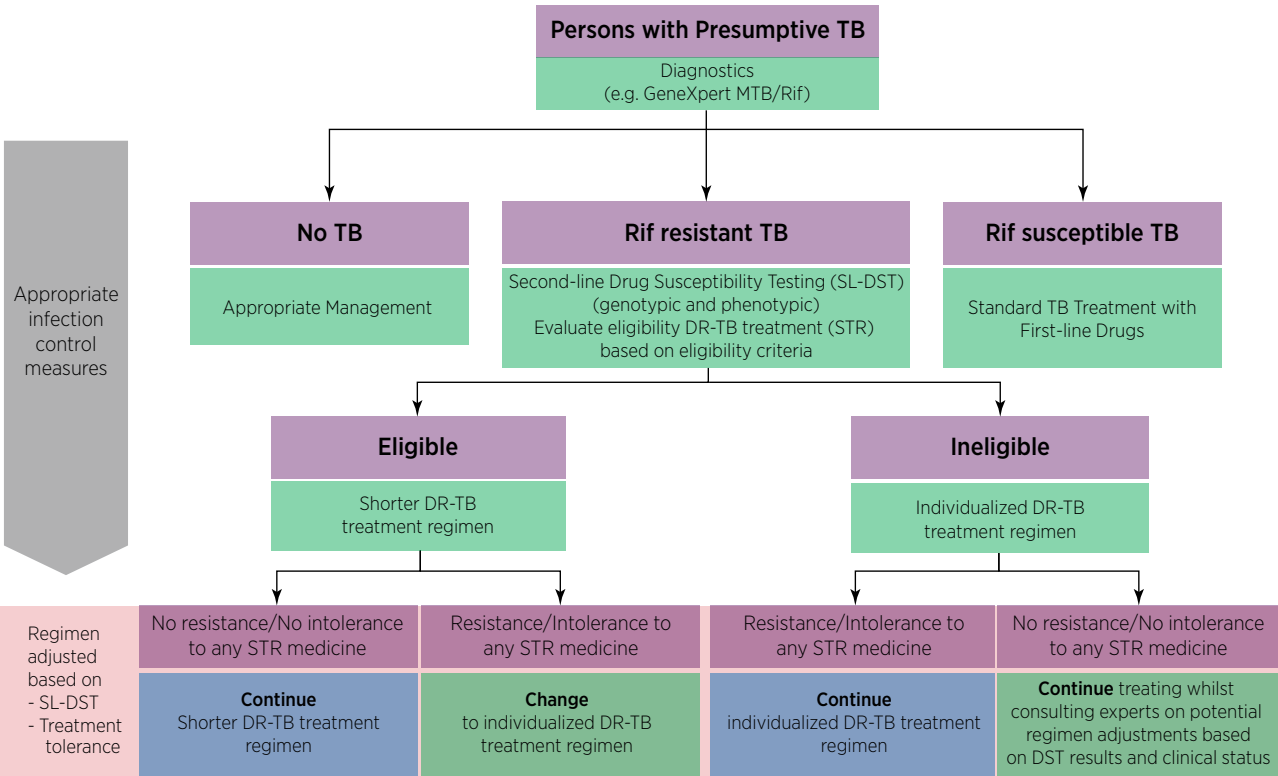 Persons with Presumptive TB
Diagnostics
(e.g. GeneXpert MTB/Rif)
No TB
Appropriate Management
Rif resistant TB
Second-line Drug Susceptibility Testing (SL-DST)
(genotypic and phenotypic)
Evaluate eligibility DR-TB treatment (STR)
based on eligibility criteria
Rif susceptible TB
Standard TB Treatment with
First-line Drugs
Appropriate
infection
control
measures
Eligible
Shorter DR-TB
treatment regimen
Ineligible
Individualized DR-TB
treatment regimen
Regimen
adjusted
based on
- SL-DST
- Treatment
tolerance
No resistance/No intolerance
to any STR medicine
Continue
Shorter DR-TB treatment
regimen
Resistance/Intolerance to
any STR medicine
Change
to individualized DR-TB
treatment regimen
Resistance/Intolerance to
any STR medicine
Continue
individualized DR-TB treatment
regimen
No resistance/No intolerance
to any STR medicine
Continue treating whilst
consulting experts on potential
regimen adjustments based
on DST results and clinical status